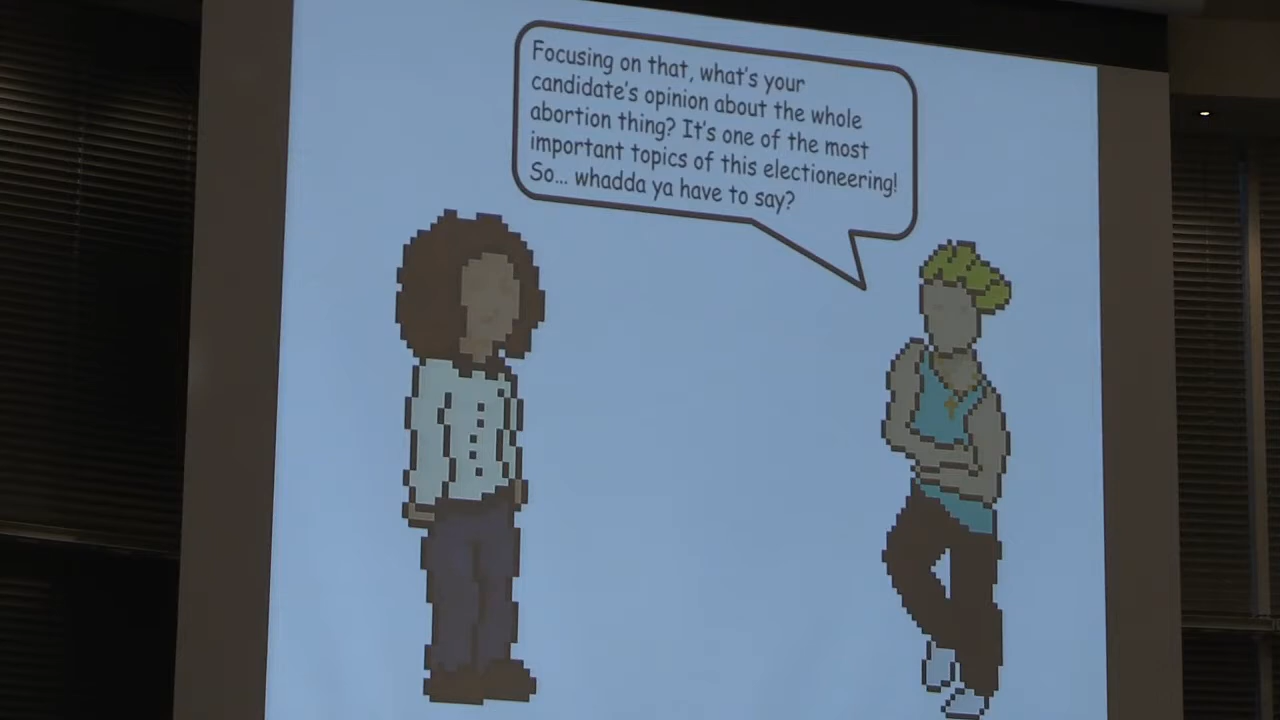 Focusing on that, what's your
candidate's opinion about the whole
abortion thing? It's one of the most
important topics of this electioneering!
So... whadda ya have to say?